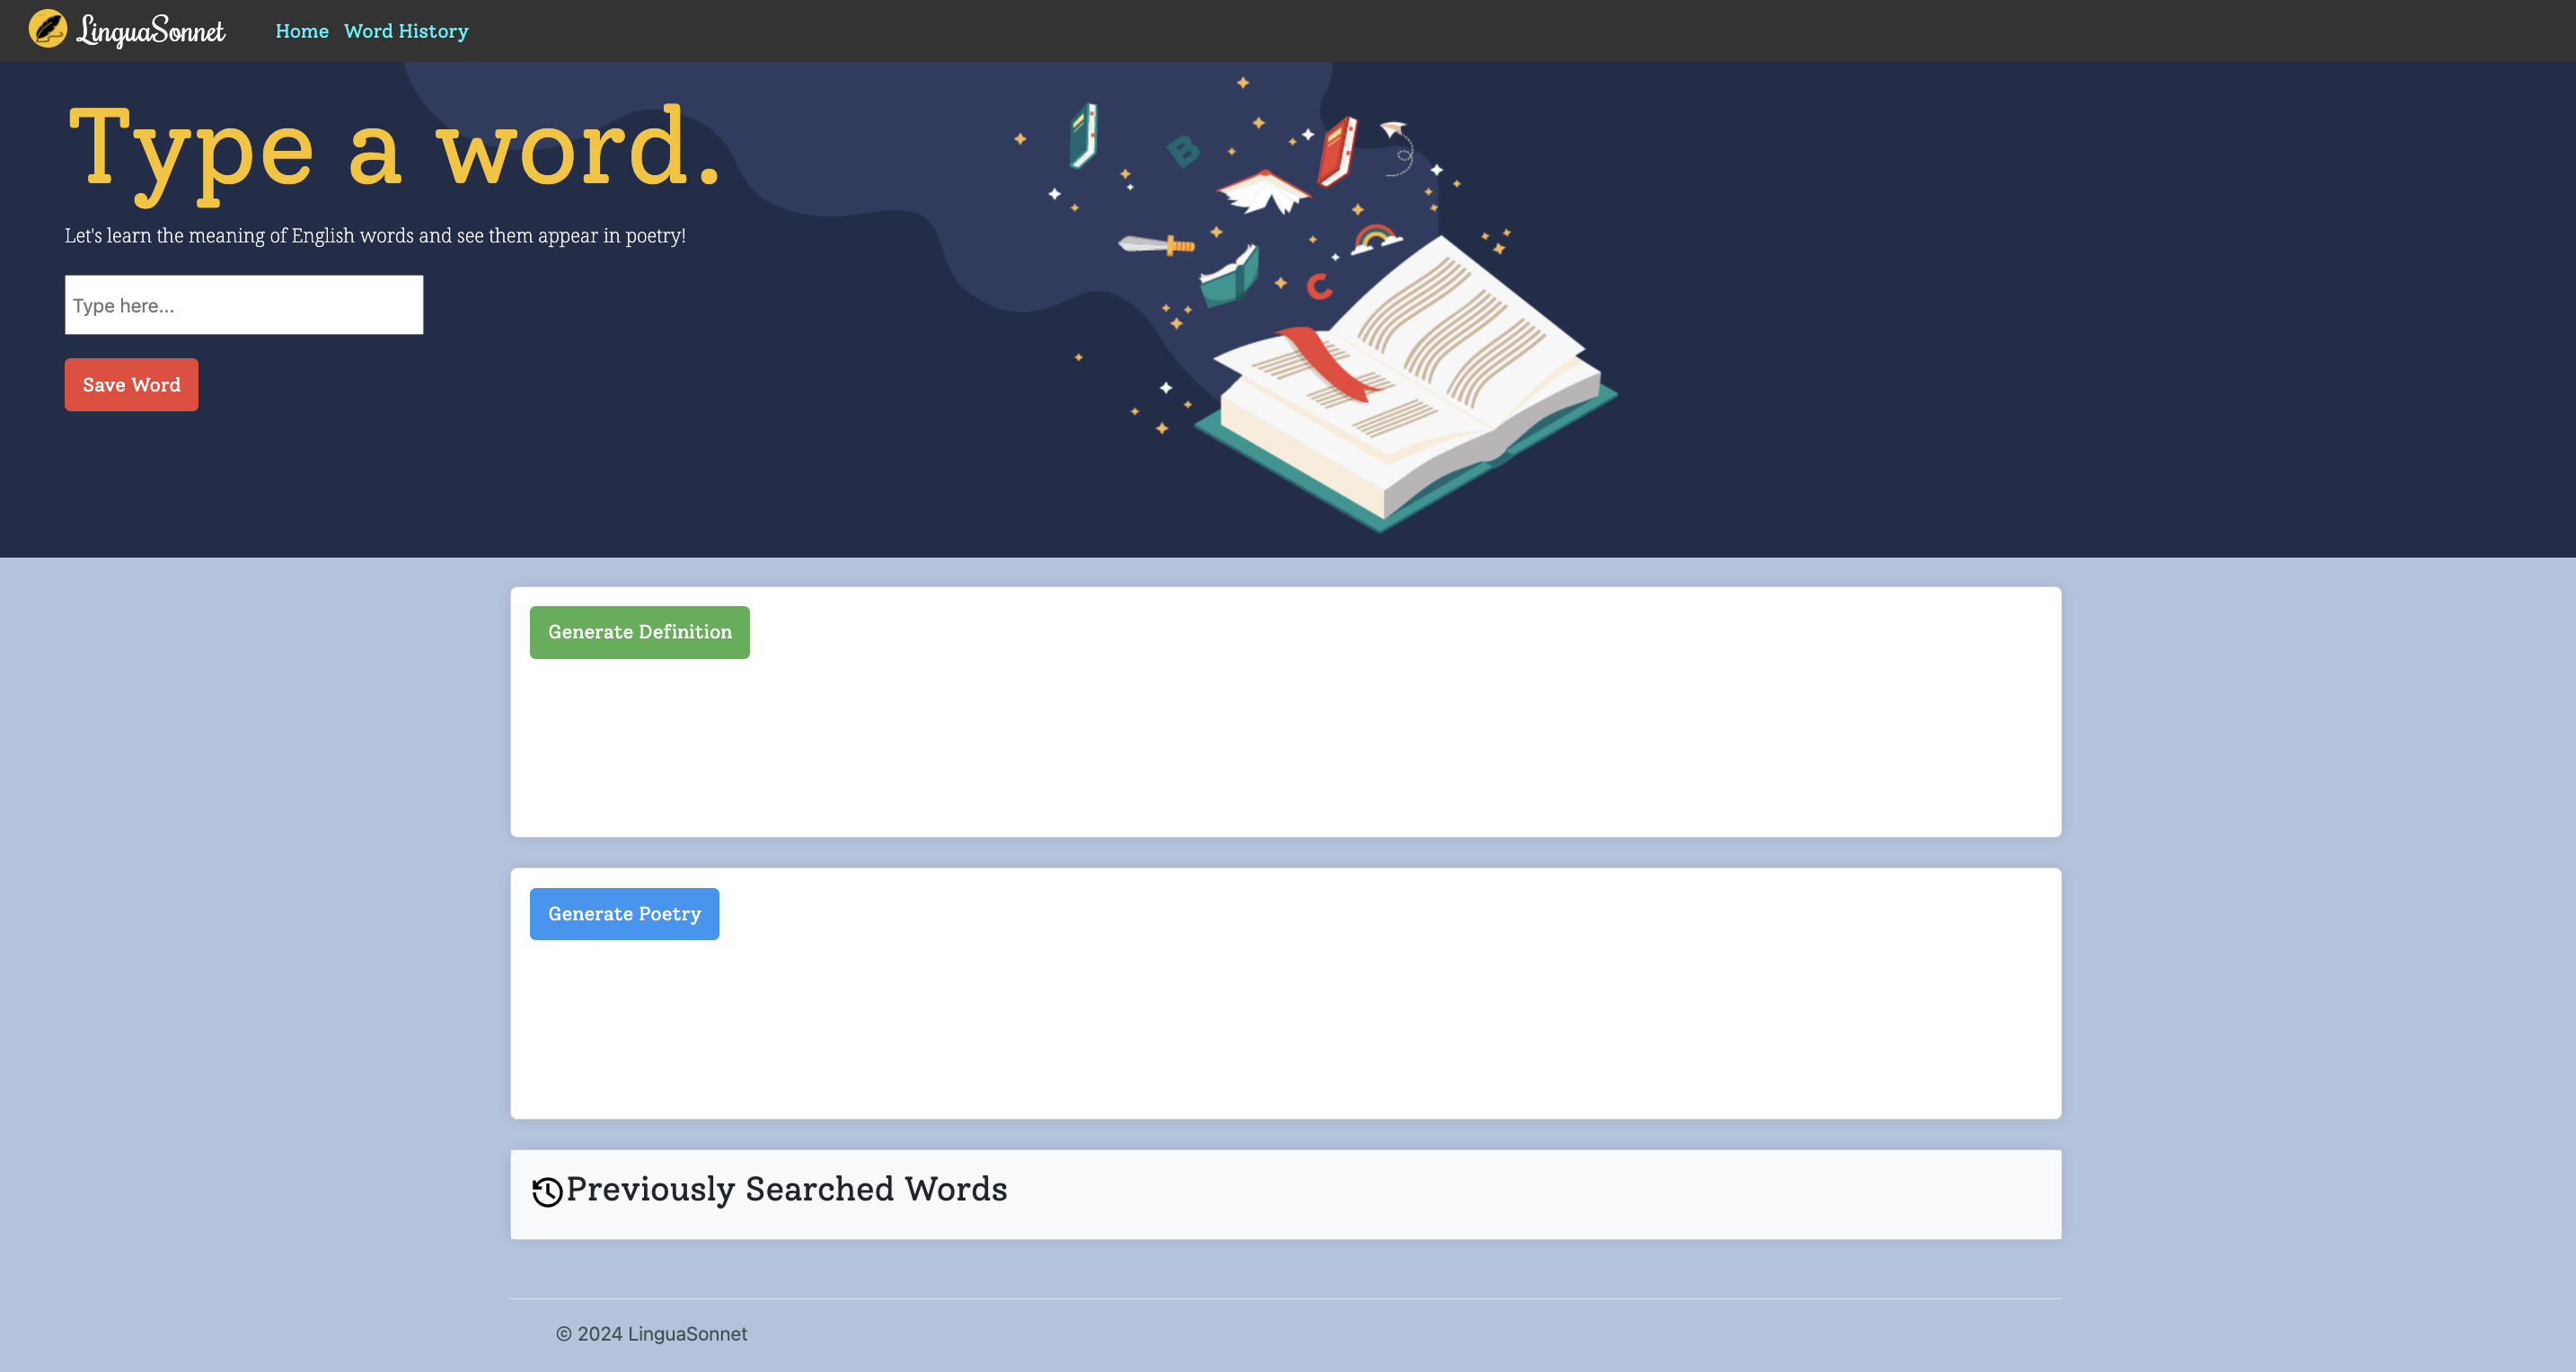 LinguaSonnet
Home Word History
Type a word.
Let's learn the meaning of English words and see them appear in poetry!
Type here...
Save Word
B
C
Generate Definition
Generate Poetry
Previously Searched Words
© 2024 LinguaSonnet